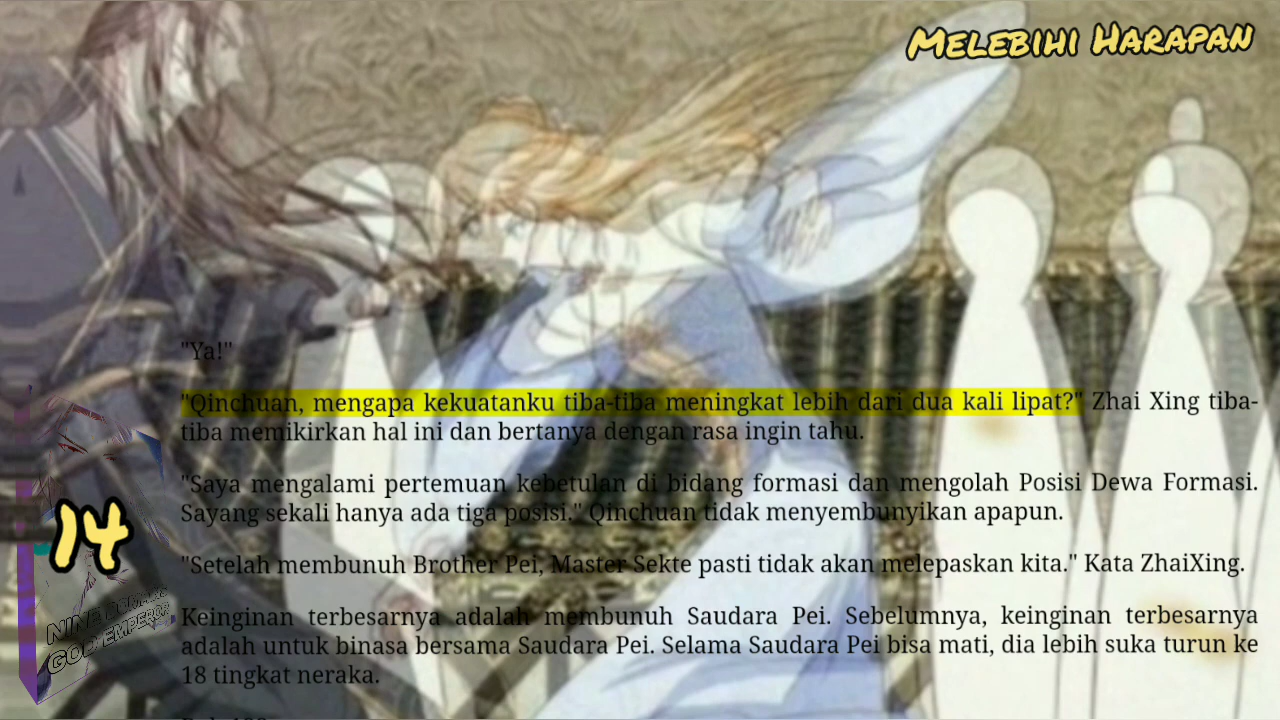 Melebihi Harapan
"Ya!"
"Qinchuan, mengapa kekuatanku tiba-tiba meningkat lebih dari dua kali lipat?" Zhai Xing tiba-
tiba memikirkan hal ini dan bertanya dengan rasa ingin tahu.
"Saya mengalami pertemuan kebetulan di bidang formasi dan mengolah Posisi Dewa Formasi.
Sayang sekali hanya ada tiga posisi." Qinchuan tidak menyembunyikan apapun.
14
"Setelah membunuh Brother Pei, Master Sekte pasti tidak akan melepaskan kita." Kata ZhaiXing.
Keinginan terbesarnya adalah membunuh Saudara Pei. Sebelumnya, keinginan terbesarnya
adalah untuk binasa bersama Saudara Pei. Selama Saudara Pei bisa mati, dia lebih suka turun ke
18 tingkat neraka.
GOD EMPEROR